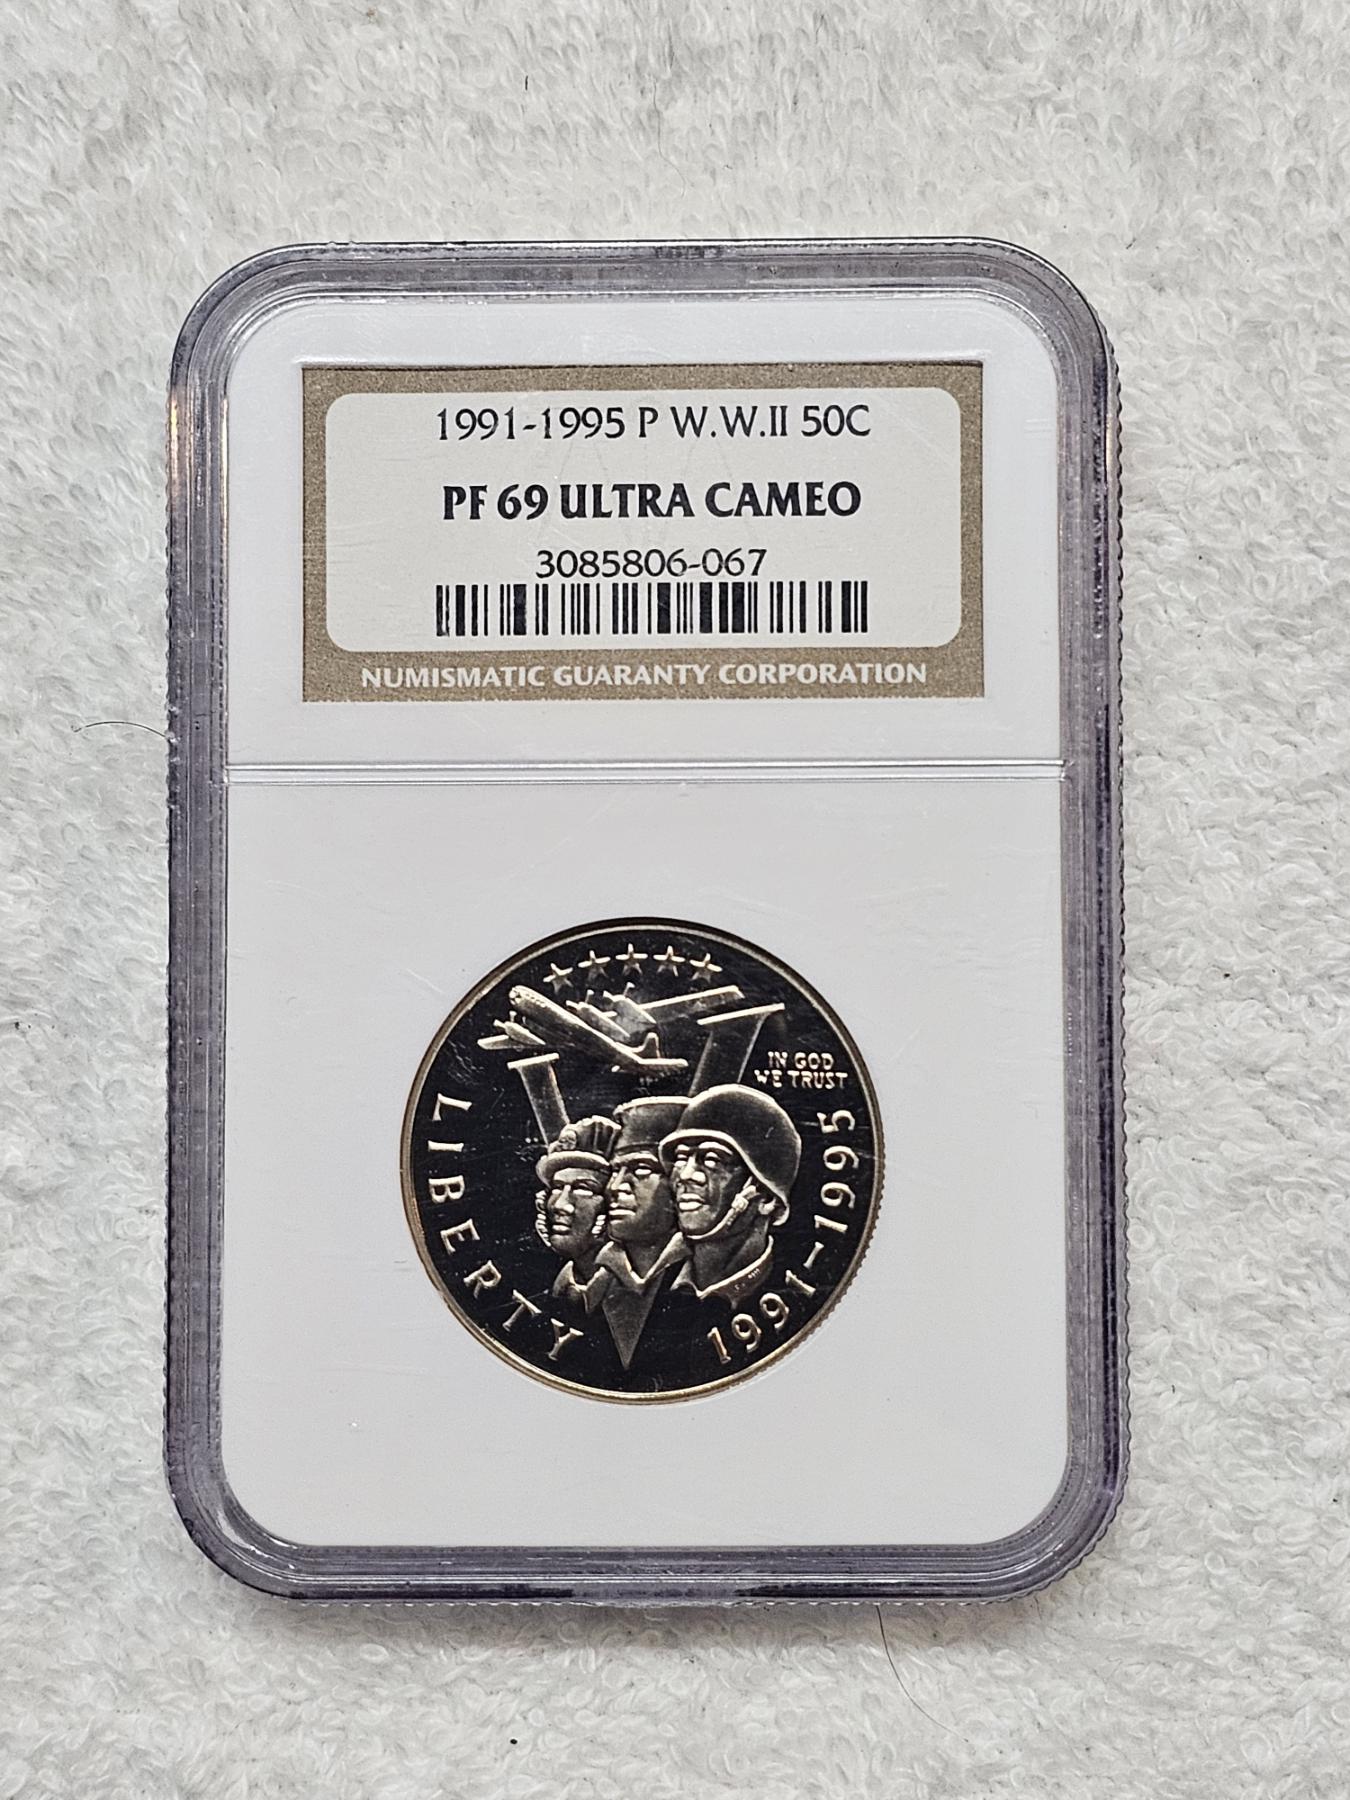 1991-1995 P W.W.II 50C
PF 69 ULTRA CAMEO
3085806-067
NUMISMATIC GUARANTY CORPORATION
IN GOD
WE TRUST
LIBERTY
1991-1995